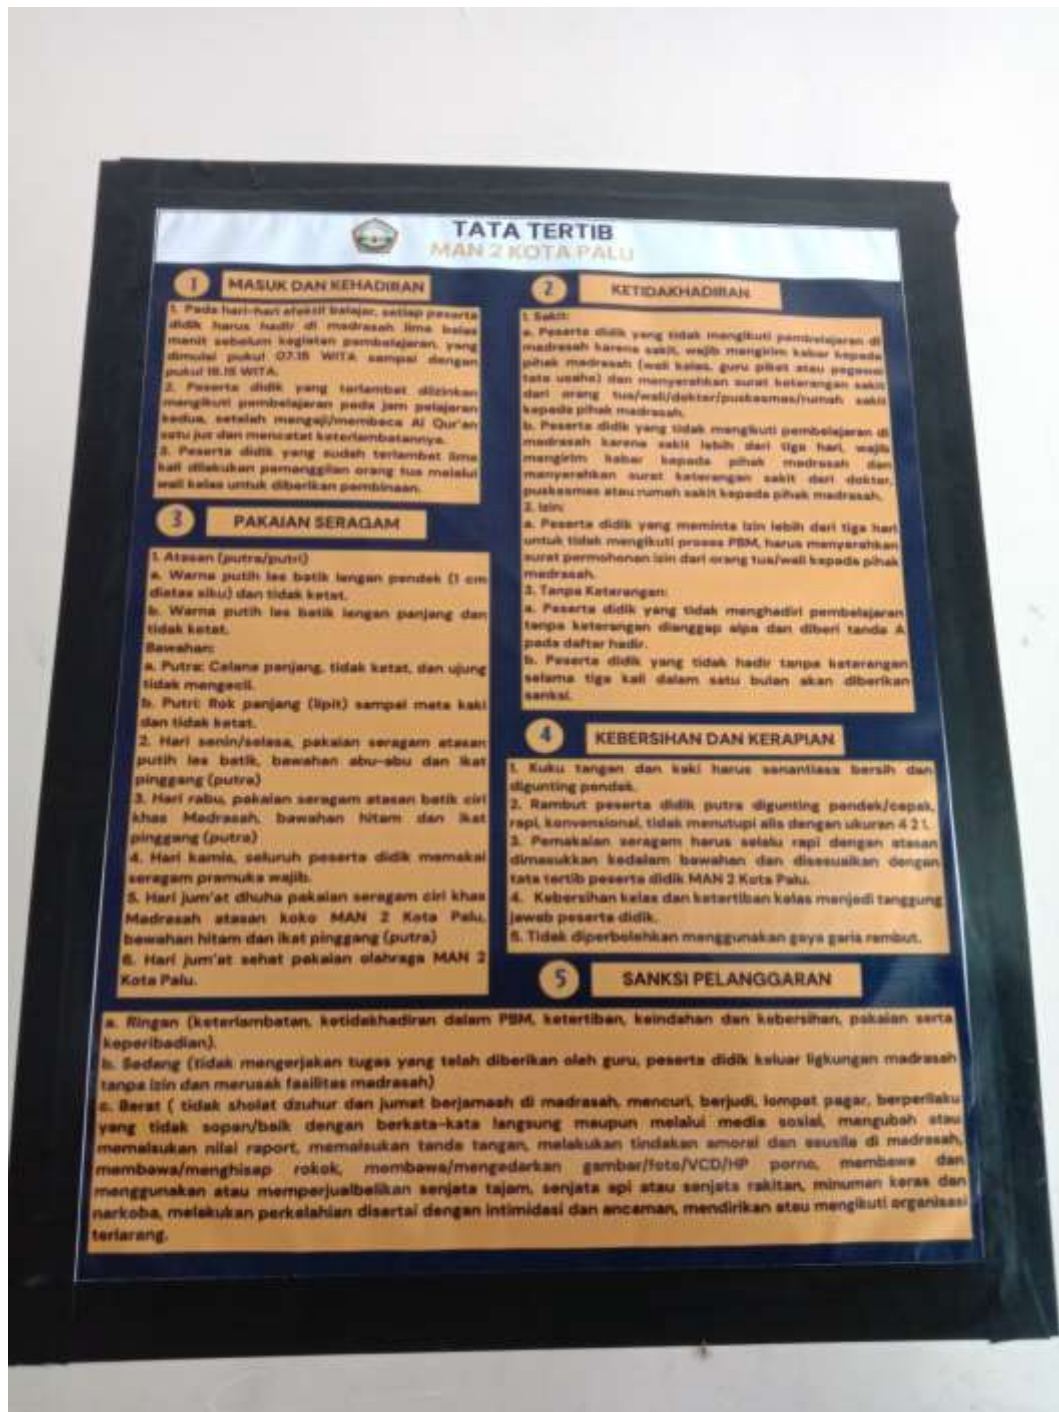 TATA TERTIB
MAN 2 KOTA PALU
1 MASUK DAN KEHADIRAN
1. Pada hari-hari efektif belajar, setiap peserta
didik harus hadir di madrasah lima belas
menit sebelum kegiatan pembelajaran, yang
dimulai pukul 07.15 WITA sampai dengan
pukul WITA.
2. Peserta didik yang terlambat diizinkan
mengikuti pembelajaran pada jam pelajaran
kedua, setelah mengaji/membaca Al Qur'an
satu juz dan mencatat keterlambatannya.
3. Peserta didik yang sudah terlambat lima
kali dilakukan pemanggilan orang tua melalui
wali kelas untuk diberikan pembinaan.
2 KETIDAKHADIRAN
1. Sakit:
a. Peserta didik yang tidak mengikuti pembelajaran di
madrasah karena sakit, wajib mengirim kabar kepada
pihak madrasah (wali kelas, guru piket atau pegawai
tata usaha) dan menyerahkan surat keterangan sakit
dari orang tua/wali/dokter/puskesmas/rumah sakit
kepada pihak madrasah.
b. Peserta didik yang tidak mengikuti pembelajaran di
madrasah karena sakit lebih dari tiga hari, wajib
mengirim kabar kepada pihak madrasah dan
menyerahkan surat keterangan sakit dari dokter,
puskesmas atau rumah sakit kepada pihak madrasah.
2. Izin:
a. Peserta didik yang meminta izin lebih dari tiga hari
untuk tidak mengikuti proses PBM, harus menyerahkan
surat permohonan izin dari orang tua/wali kepada pihak
madrasah.
3. Tanpa Keterangan:
a. Peserta didik yang tidak menghadiri pembelajaran
tanpa keterangan dianggap alpa dan diberi tanda A
pada daftar hadir.
b. Peserta didik yang tidak hadir tanpa keterangan
selama tiga kali dalam satu bulan akan diberikan
sanksi.
3 PAKAIAN SERAGAM
1. Atasan (putra/putri)
a. Warna putih les batik lengan pendek (1 cm
diatas siku) dan tidak ketat.
b. Warna putih les batik lengan panjang dan
tidak ketat.
Bawahan:
a. Putra: Celana panjang, tidak ketat, dan ujung
tidak mengecil.
b. Putri: Rok panjang (lipit) sampai mata kaki
dan tidak ketat.
2. Hari senin/selasa, pakaian seragam atasan
putih les batik, bawahan abu-abu dan ikat
pinggang (putra)
3. Hari rabu, pakaian seragam atasan batik ciri
khas Madrasah, bawahan hitam dan ikat
pinggang (putra)
4. Hari kamis, seluruh peserta didik memakai
seragam pramuka wajib.
5. Hari jum'at dhuha pakaian seragam ciri khas
Madrasah atasan koko MAN 2 Kota Palu,
bawahan hitam dan ikat pinggang (putra)
6. Hari jum'at sehat pakaian olahraga MAN 2
Kota Palu.
4 KEBERSIHAN DAN KERAPIAN
1. Kuku tangan dan kaki harus senantiasa bersih dan
digunting pendek.
2. Rambut peserta didik putra digunting pendek/cepak,
rapi, konvensional, tidak menutupi alis dengan ukuran 4 2 1.
3. Pemakaian seragam harus selalu rapi dengan atasan
dimasukkan kedalam bawahan dan disesuaikan dengan
tata tertib peserta didik MAN 2 Kota Palu.
4. Kebersihan kelas dan ketertiban kelas menjadi tanggung
jawab peserta didik.
5. Tidak diperbolehkan menggunakan gaya garis rambut.
5 SANKSI PELANGGARAN
a. Ringan (keterlambatan, ketidakhadiran dalam PBM, ketertiban, keindahan dan kebersihan, pakaian serta
keperibadian).
b. Sedang (tidak mengerjakan tugas yang telah diberikan oleh guru, peserta didik keluar ligkungan madrasah
tanpa izin dan merusak fasilitas madrasah)
c. Berat ( tidak sholat dzuhur dan jumat berjamaah di madrasah, mencuri, berjudi, lompat pagar, berperilaku
yang tidak sopan/baik dengan berkata-kata langsung maupun melalui media sosial, mengubah atau
memalsukan nilai raport, memalsukan tanda tangan, melakukan tindakan amoral dan asusila di madrasah,
membawa/menghisap rokok, membawa/mengedarkan gambar/foto/VCD/HP porno, membawa dan
menggunakan atau memperjualbelikan senjata tajam, senjata api atau senjata rakitan, minuman keras dan
narkoba, melakukan perkelahian disertai dengan intimidasi dan ancaman, mendirikan atau mengikuti organisasi
terlarang.